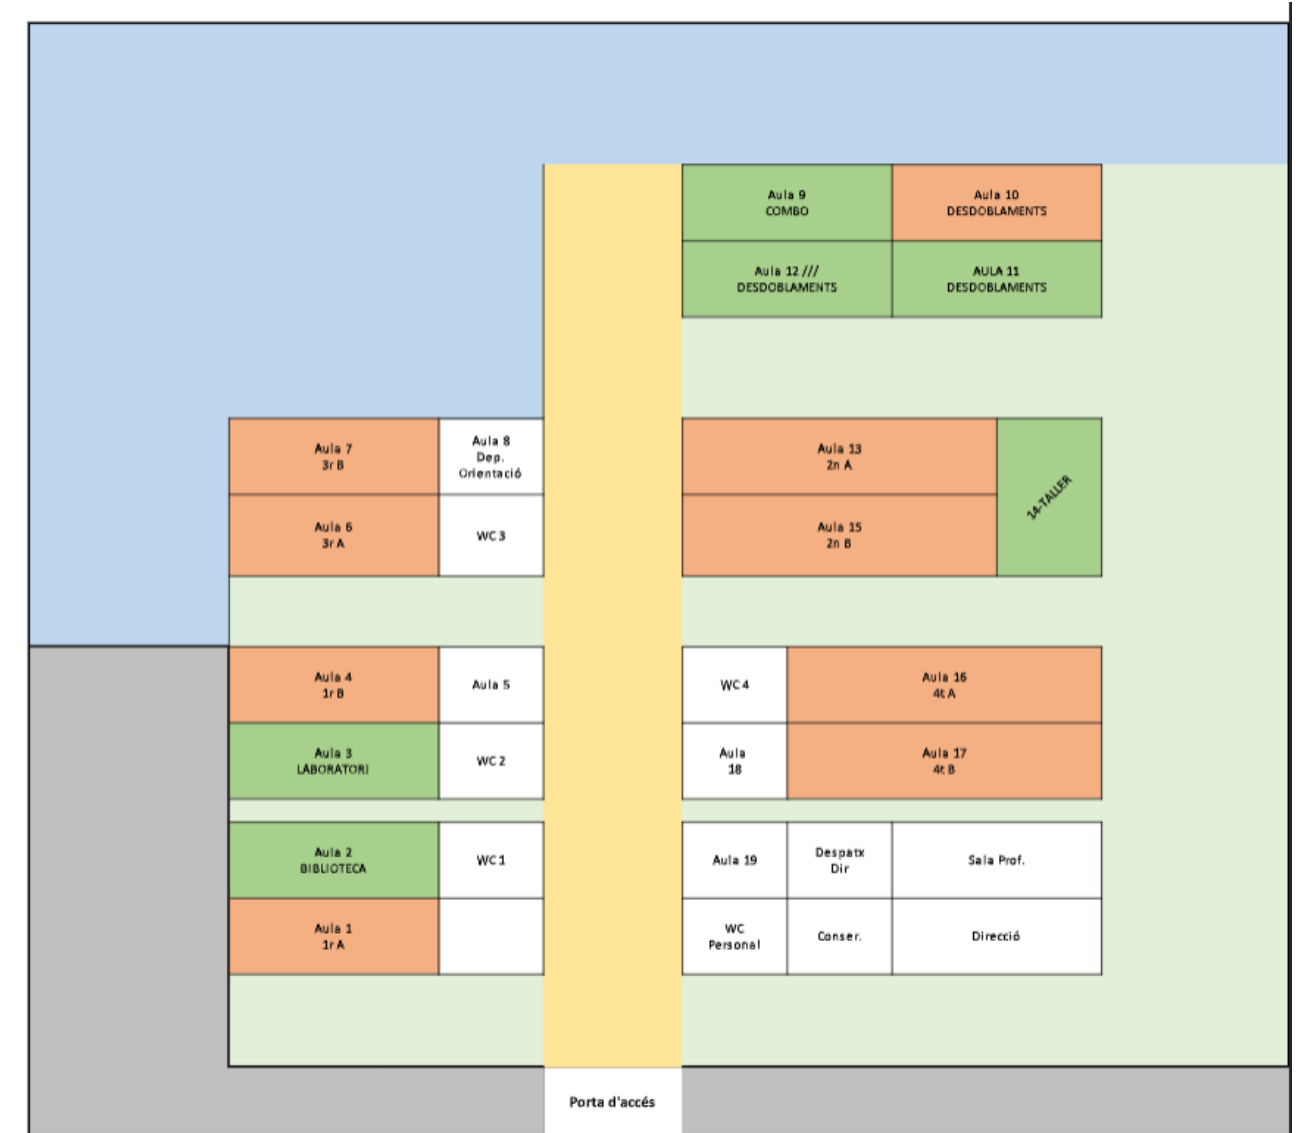 Aula 9
COMBO
Aula 10
DESDOBLAMENTS
Aula 12 ///
DESDOBLAMENTS
AULA 11
DESDOBLAMENTS
Aula 7
3r B
Aula 8
Dep.
Orientació
Aula 13
2n A
14-TALLER
Aula 6
3r A
WC 3
Aula 15
2n B
Aula 4
1r B
Aula 5
WC 4
Aula 16
4t A
Aula 3
LABORATORI
WC 2
Aula
18
Aula 17
4t B
Aula 2
BIBLIOTECA
WC 1
Aula 19
Despatx
Dir
Sala Prof.
Aula 1
1r A
WC
Personal
Conser.
Direcció
Porta d'accés